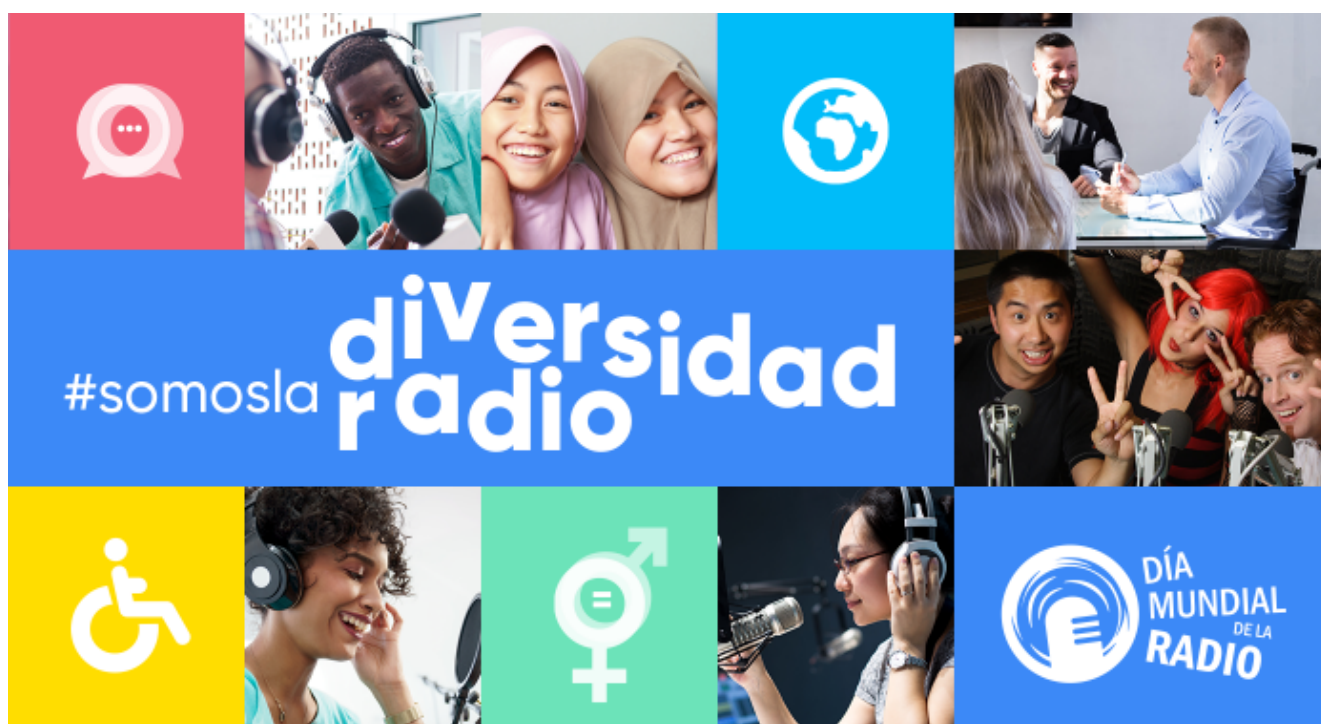 #somosla diversidad
radio
DÍA
MUNDIAL
DE LA
RADIO